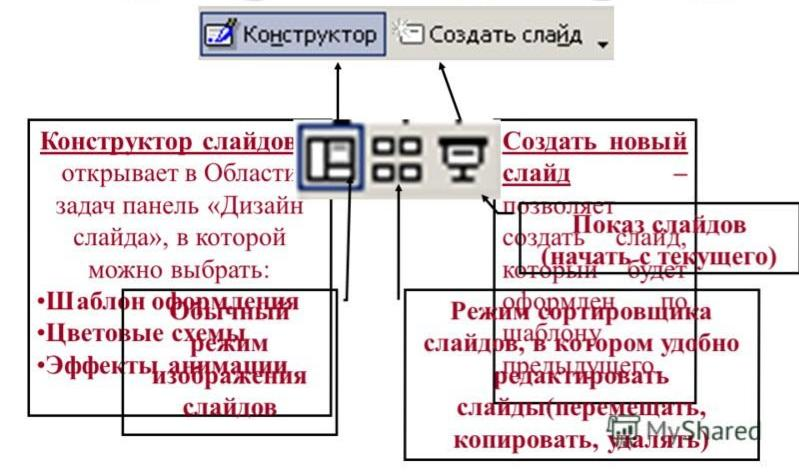 Конструктор Создать слайд
Конструктор слайдов
открывает в Области
задач панель «Дизайн
слайда», в которой
можно выбрать:
•Шаблон оформления
•Цветовые схемы
•Эффекты анимации
Создать новый
слайд –
позволяет
создать слайд,
который будет
оформлен по
шаблону
предыдущего
Показ слайдов
(начать с текущего)
Обычный
режим
изображения
слайдов
Режим сортировщика
слайдов, в котором удобно
редактировать
слайды(перемещать,
копировать, удалять)
MyShared